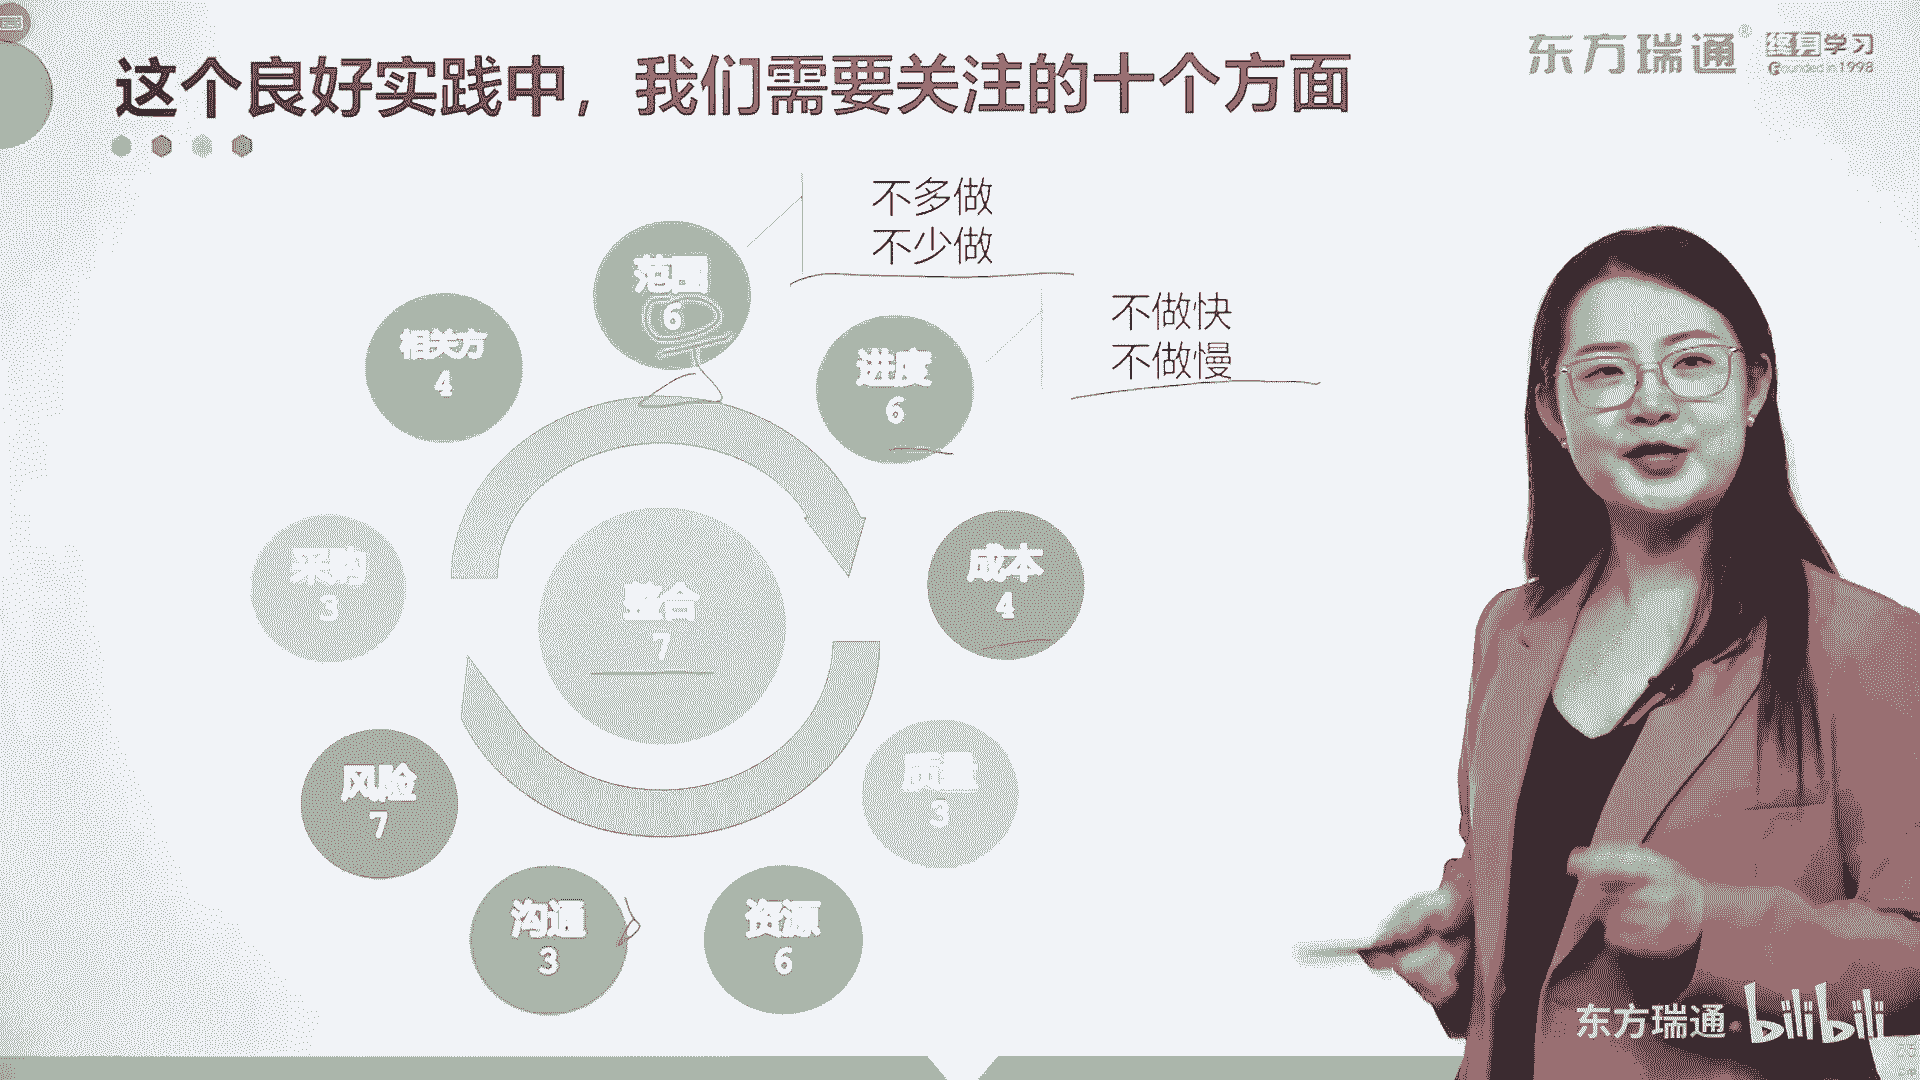 这个良好实践中，我们需要关注的十个方面
东方瑞通®
终身学习
Founded in 1998
不多做
不少做
范围
6
不做快
不做慢
相关方
4
进度
6
采购
3
整合
7
成本
4
风险
7
质量
3
沟通
3
资源
6
东方瑞通
bilibili